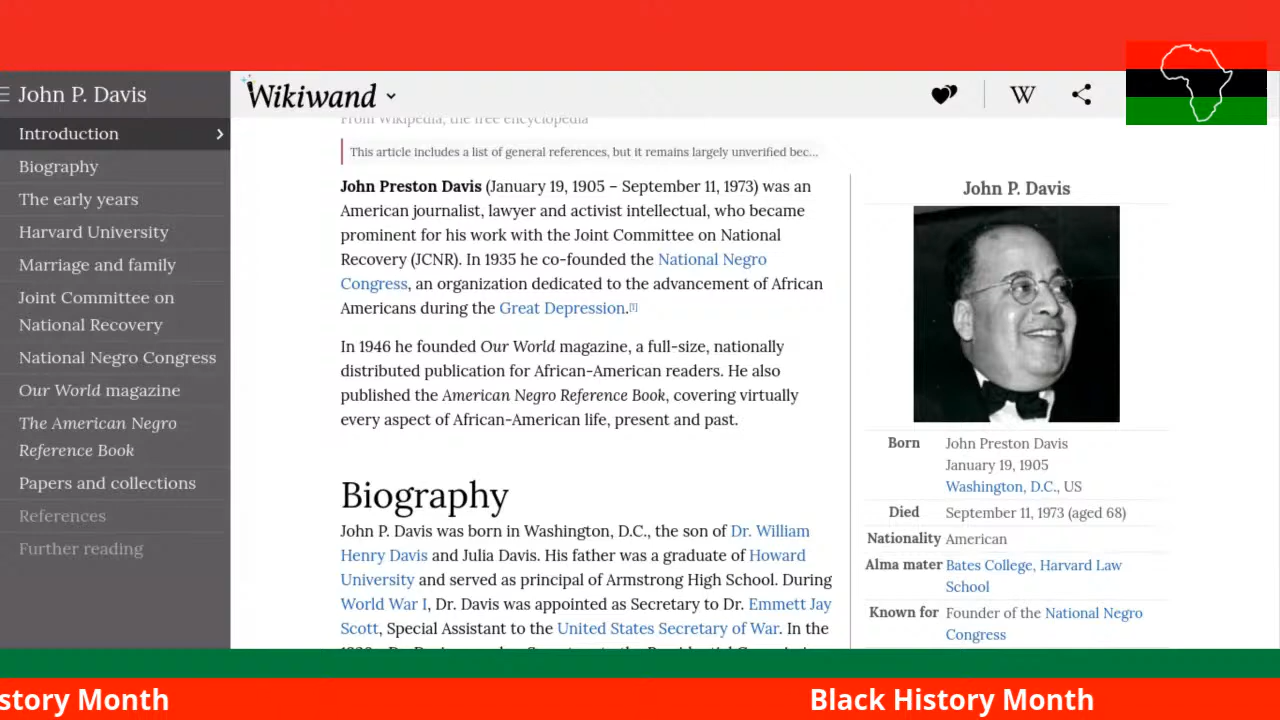 John P. Davis
Introduction
Biography
The early years
Harvard University
Marriage and family
Joint Committee on
National Recovery
National Negro Congress
Our World magazine
The American Negro
Reference Book
Papers and collections
References
Further reading
Wikiwand
W
From Wikipedia, the free encyclopedia
This article includes a list of general references, but it remains largely unverified bec...
John Preston Davis (January 19, 1905 – September 11, 1973) was an
American journalist, lawyer and activist intellectual, who became
prominent for his work with the Joint Committee on National
Recovery (JCNR). In 1935 he co-founded the National Negro
Congress, an organization dedicated to the advancement of African
Americans during the Great Depression.[1]
In 1946 he founded Our World magazine, a full-size, nationally
distributed publication for African-American readers. He also
published the American Negro Reference Book, covering virtually
every aspect of African-American life, present and past.
Biography
John P. Davis was born in Washington, D.C., the son of Dr. William
Henry Davis and Julia Davis. His father was a graduate of Howard
University and served as principal of Armstrong High School. During
World War I, Dr. Davis was appointed as Secretary to Dr. Emmett Jay
Scott, Special Assistant to the United States Secretary of War. In the
John P. Davis
Born John Preston Davis
January 19, 1905
Washington, D.C., US
Died September 11, 1973 (aged 68)
Nationality American
Alma mater Bates College, Harvard Law
School
Known for Founder of the National Negro
Congress
story Month
Black History Month